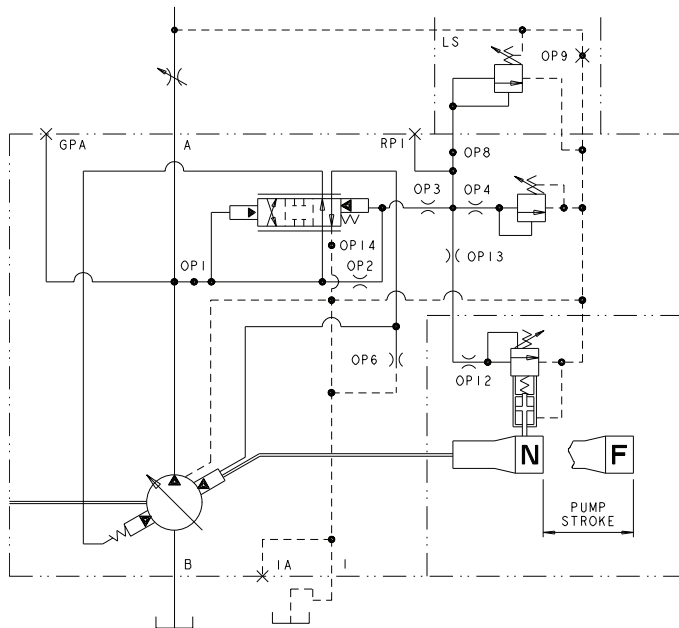 LS
OP9
GPA
A
RP1
OP8
OP3
OP4
OP14
OP1
OP2
OP13
OP6
OP12
N
F
PUMP
STROKE
B
IA
I